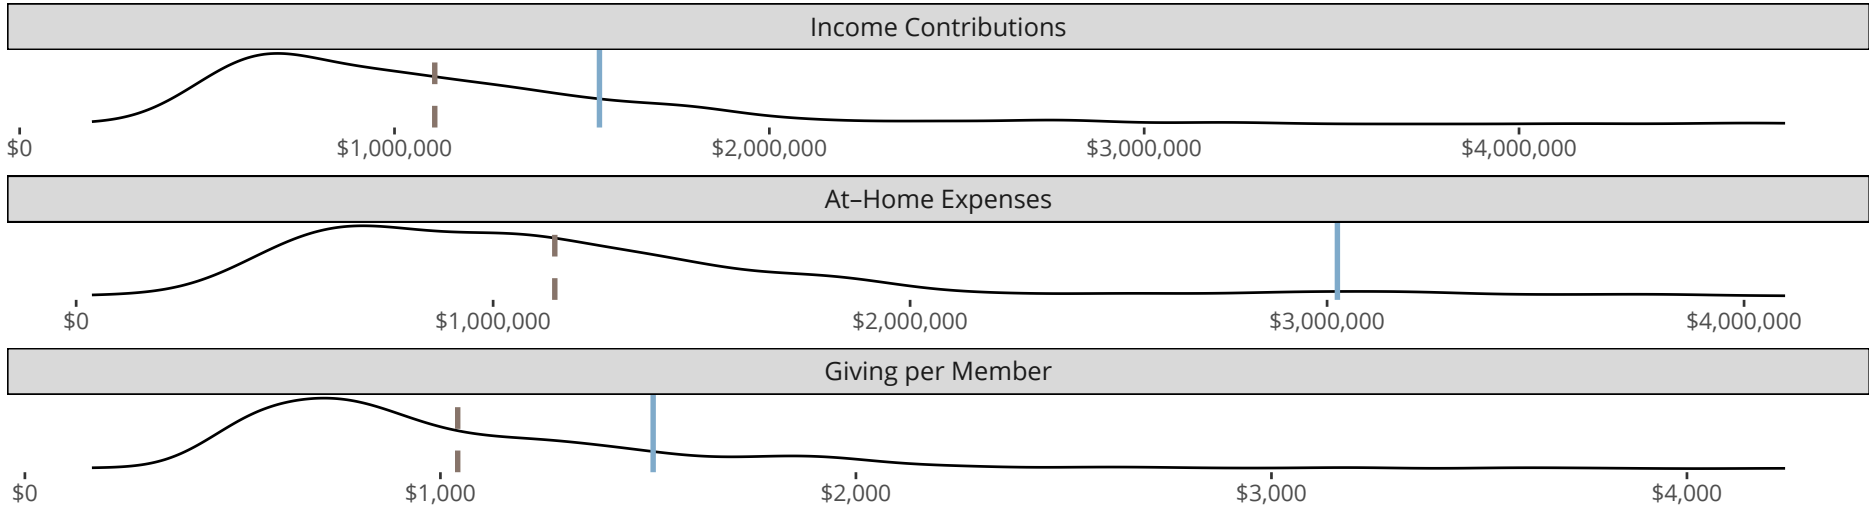 Income Contributions
$0 $1,000,000 $2,000,000 $3,000,000 $4,000,000
At–Home Expenses
$0 $1,000,000 $2,000,000 $3,000,000 $4,000,000
Giving per Member
$0 $1,000 $2,000 $3,000 $4,000